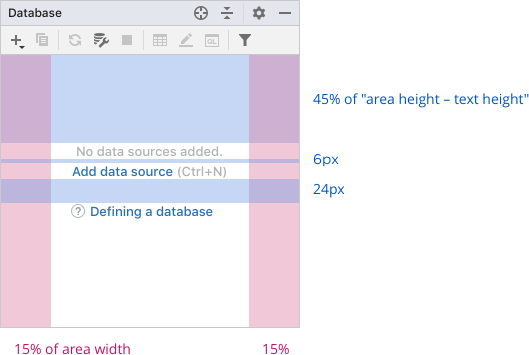 Database
QL
45% of "area height – text height"
No data sources added.
6px
Add data source (Ctrl+N)
24px
? Defining a database
15% of area width 15%